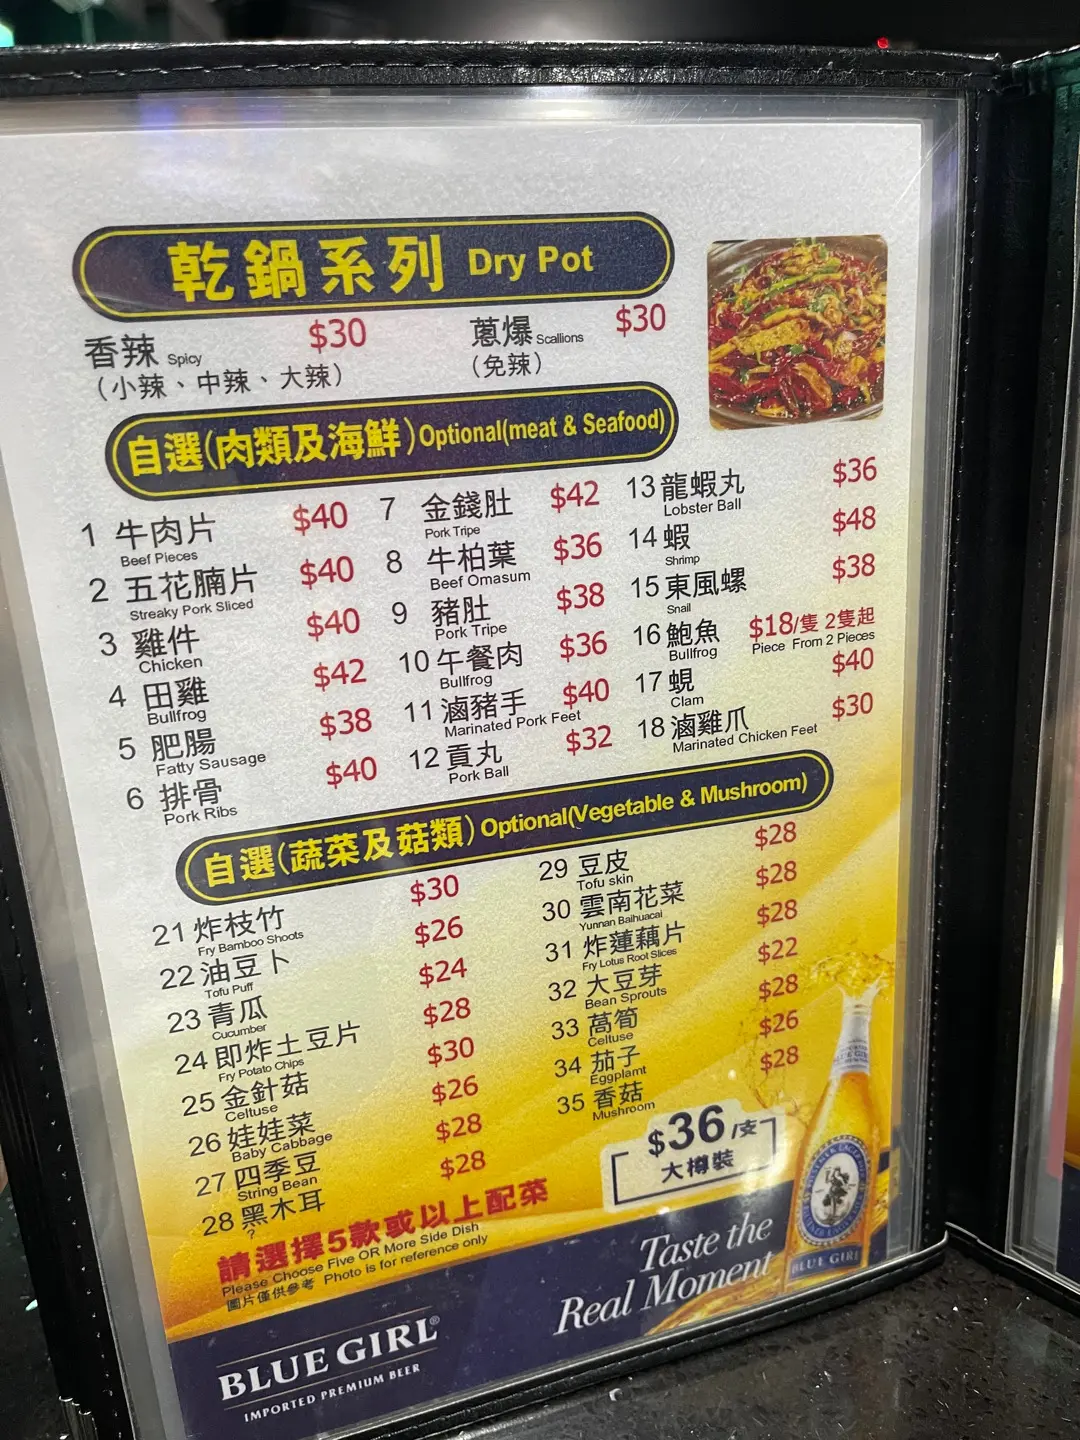 乾鍋系列 Dry Pot
香辣 Spicy $30
(小辣、中辣、大辣)
蔥爆 Scallions $30
(免辣)
自選(肉類及海鮮) Optional(meat & Seafood)
1 牛肉片 $40
Beef Pieces
2 五花腩片 $40
Streaky Pork Sliced
3 雞件 $40
Chicken
4 田雞 $42
Bullfrog
5 肥腸 $38
Fatty Sausage
6 排骨 $40
Pork Ribs
7 金錢肚 $42
Pork Tripe
8 牛柏葉 $36
Beef Omasum
9 豬肚 $38
Pork Tripe
10 午餐肉 $36
Bullfrog
11 滷豬手 $40
Marinated Pork Feet
12 貢丸 $32
Pork Ball
13 龍蝦丸 $36
Lobster Ball
14 蝦 $48
Shrimp
15 東風螺 $38
Snail
16 鮑魚 $18/隻 2隻起
Bullfrog Piece From 2 Pieces
17 蜆 $40
Clam
18 滷雞爪 $30
Marinated Chicken Feet
自選(蔬菜及菇類) Optional(Vegetable & Mushroom)
21 炸枝竹 $30
Fry Bamboo Shoots
22 油豆卜 $26
Tofu Puff
23 青瓜 $24
Cucumber
24 即炸土豆片 $28
Fry Potato Chips
25 金針菇 $30
Celtuse
26 娃娃菜 $26
Baby Cabbage
27 四季豆 $28
String Bean
28 黑木耳 $28
?
29 豆皮 $28
Tofu skin
30 雲南花菜 $28
Yunnan Baihuacai
31 炸蓮藕片 $28
Fry Lotus Root Slices
32 大豆芽 $22
Bean Sprouts
33 萵筍 $28
Celtuse
34 茄子 $26
Eggplamt
35 香菇 $28
Mushroom
請選擇5款或以上配菜
Please Choose Five OR More Side Dish
圖片僅供參考 Photo is for reference only
$36/支
大樽裝
Taste the
Real Moment
BLUE GIRL
BLUE GIRL®
IMPORTED PREMIUM BEER